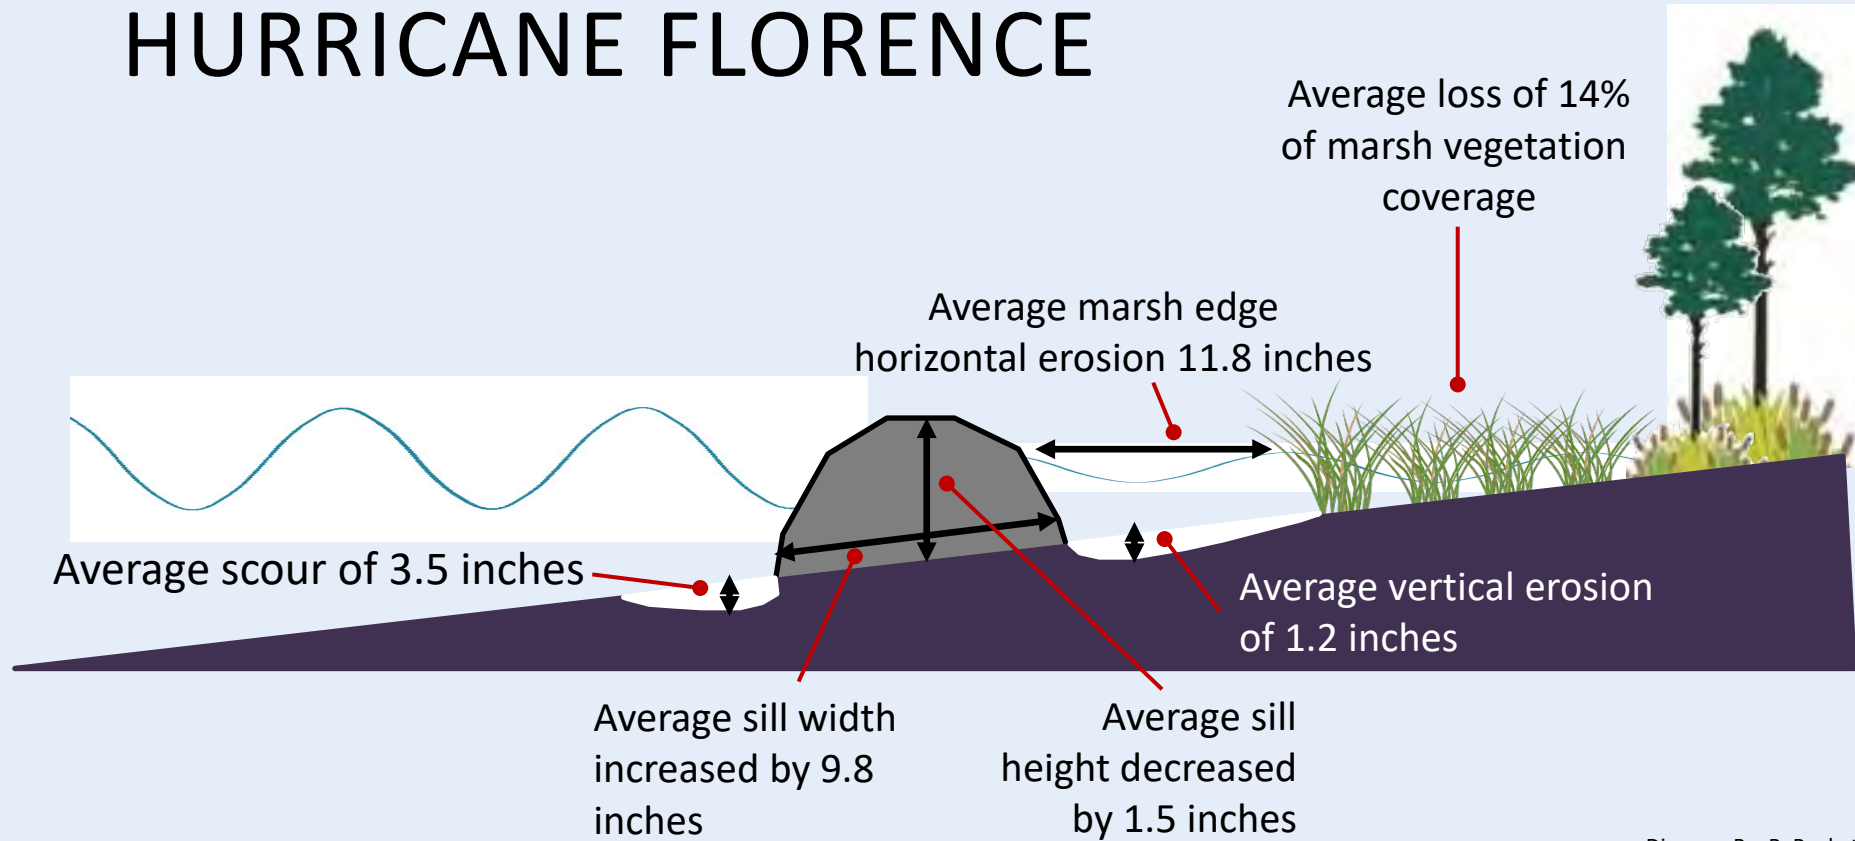 HURRICANE FLORENCE
Average loss of 14%
of marsh vegetation
coverage
Average marsh edge
horizontal erosion 11.8 inches
Average scour of 3.5 inches
Average vertical erosion
of 1.2 inches
Average sill width
increased by 9.8
inches
Average sill
height decreased
by 1.5 inches